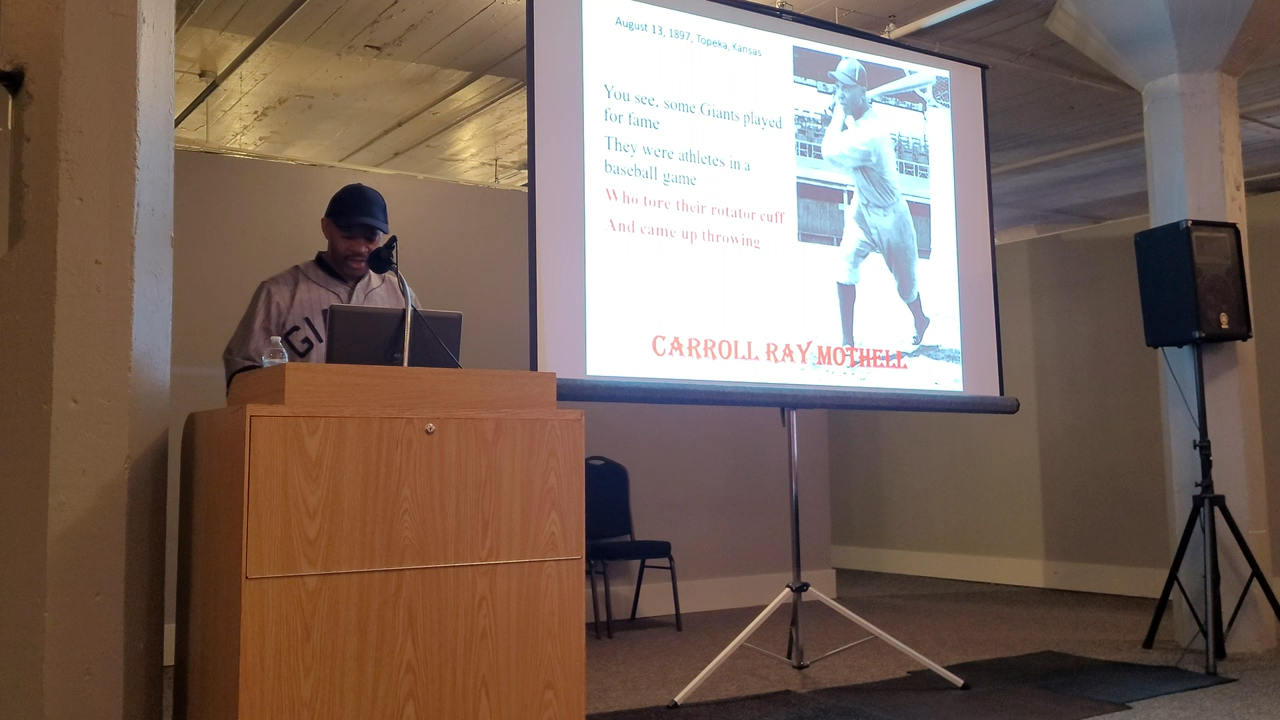 August 13, 1897, Topeka, Kansas
You see, some Giants played
for fame
They were athletes in a
baseball game
Who tore their rotator cuff
And came up throwing
CARROLL RAY MOTHELL
GI